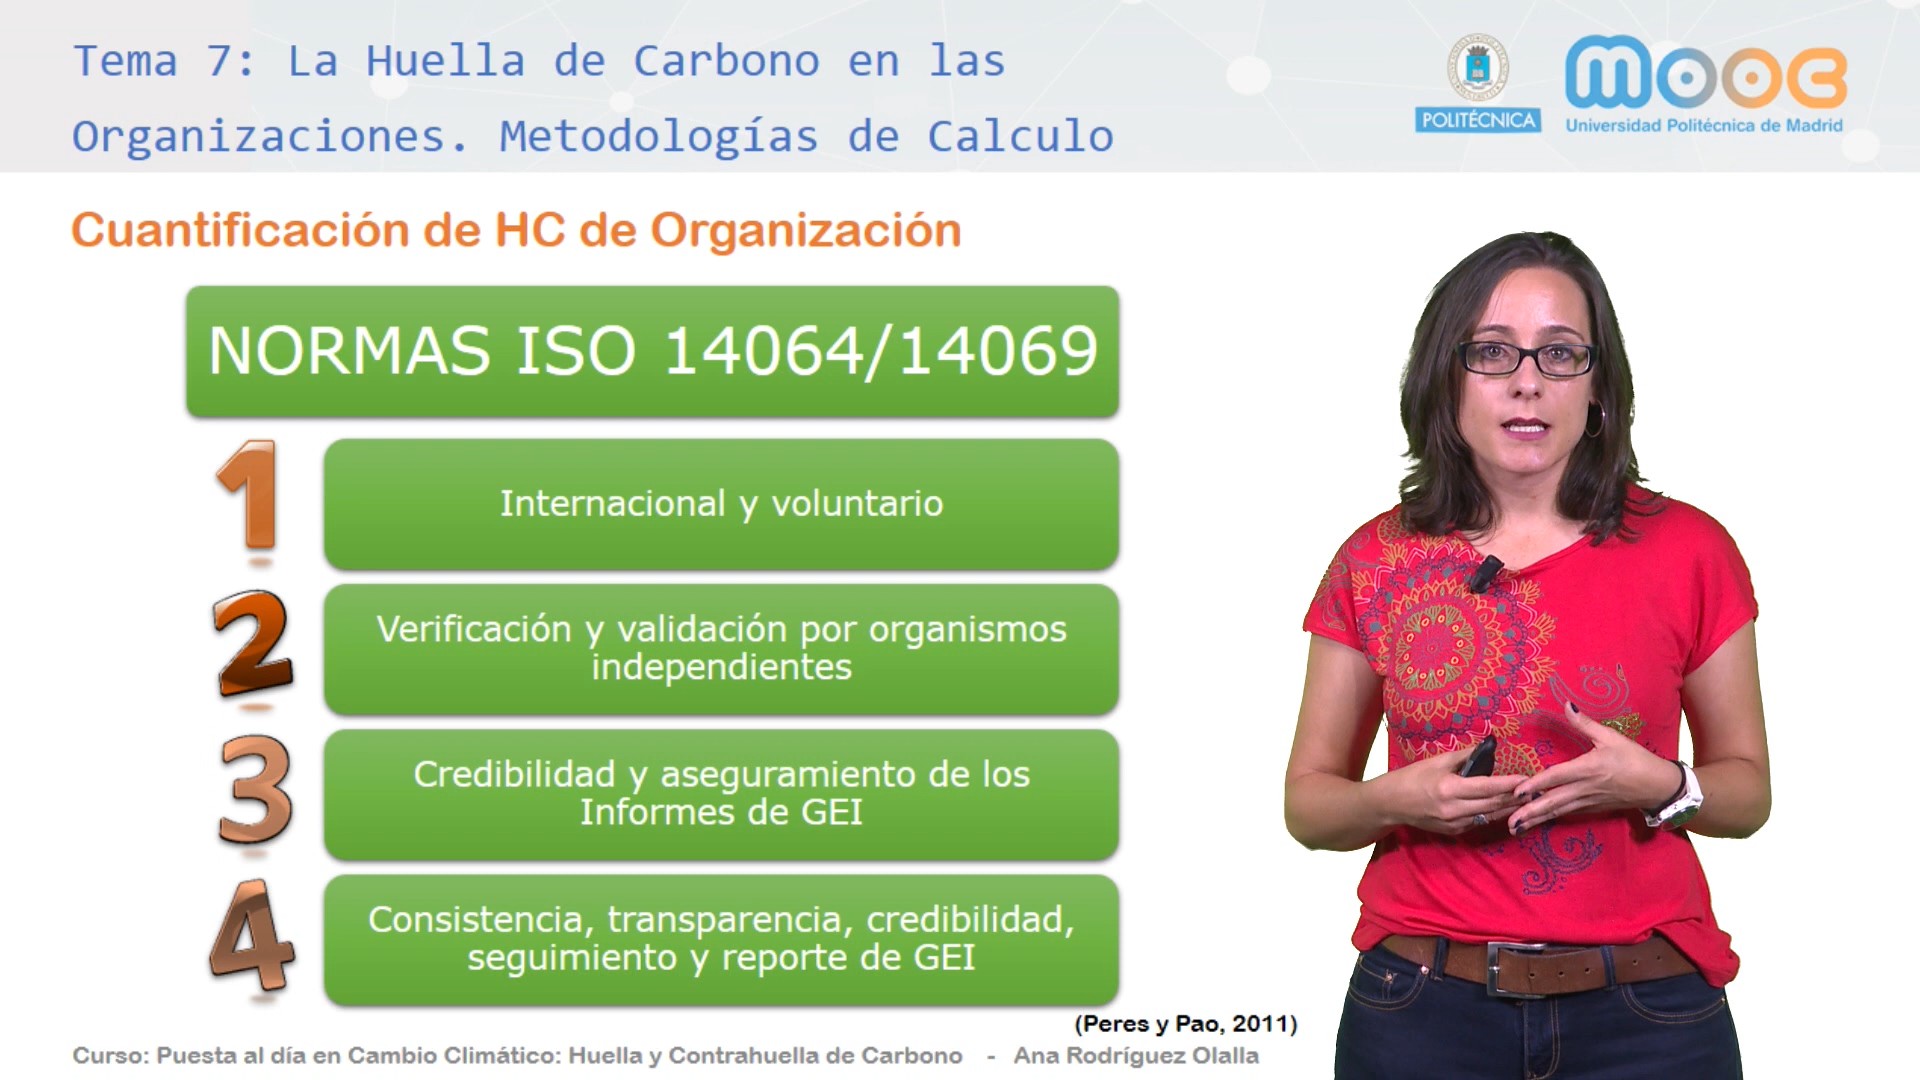 Tema 7: La Huella de Carbono en las
Organizaciones. Metodologías de Calculo
POLITÉCNICA
mooc
Universidad Politécnica de Madrid
Cuantificación de HC de Organización
NORMAS ISO 14064/14069
1
Internacional y voluntario
2
Verificación y validación por organismos
independientes
3
Credibilidad y aseguramiento de los
Informes de GEI
4
Consistencia, transparencia, credibilidad,
seguimiento y reporte de GEI
(Peres y Pao, 2011)
Curso: Puesta al día en Cambio Climático: Huella y Contrahuella de Carbono - Ana Rodríguez Olalla